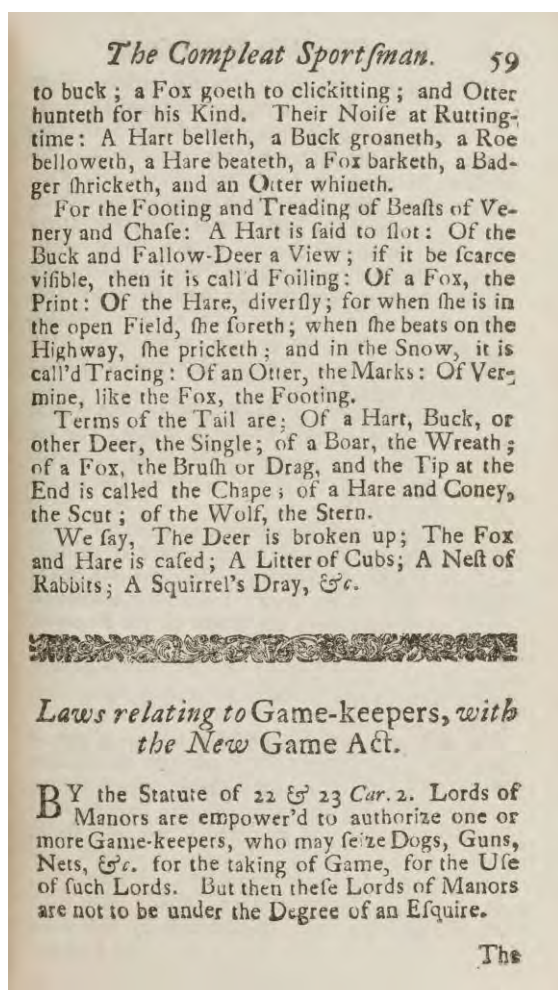 The Compleat Sportſman. 59
to buck ; a Fox goeth to clickitting ; and Otter
hunteth for his Kind. Their Noiſe at Rutting-
time: A Hart belleth, a Buck groaneth, a Roe
belloweth, a Hare beateth, a Fox barketh, a Bad-
ger ſhricketh, and an Otter whineth.
For the Footing and Treading of Beaſts of Ve-
nery and Chaſe: A Hart is ſaid to ſlot: Of the
Buck and Fallow-Deer a View ; if it be ſcarce
viſible, then it is call'd Foiling: Of a Fox, the
Print: Of the Hare, diverſly; for when ſhe is in
the open Field, ſhe ſoreth; when ſhe beats on the
Highway, ſhe pricketh ; and in the Snow, it is
call'd Tracing: Of an Otter, the Marks: Of Ver-
mine, like the Fox, the Footing.
Terms of the Tail are; Of a Hart, Buck, or
other Deer, the Single; of a Boar, the Wreath ;
of a Fox, the Bruſh or Drag, and the Tip at the
End is called the Chape ; of a Hare and Coney,
the Scut ; of the Wolf, the Stern.
We ſay, The Deer is broken up; The Fox
and Hare is caſed; A Litter of Cubs; A Neſt of
Rabbits; A Squirrel's Dray, &c.
Laws relating to Game-keepers, with
the New Game Act.
BY the Statute of 22 & 23 Car. 2. Lords of
Manors are empower'd to authorize one or
more Game-keepers, who may ſeize Dogs, Guns,
Nets, &c. for the taking of Game, for the Uſe
of ſuch Lords. But then theſe Lords of Manors
are not to be under the Degree of an Eſquire.
The